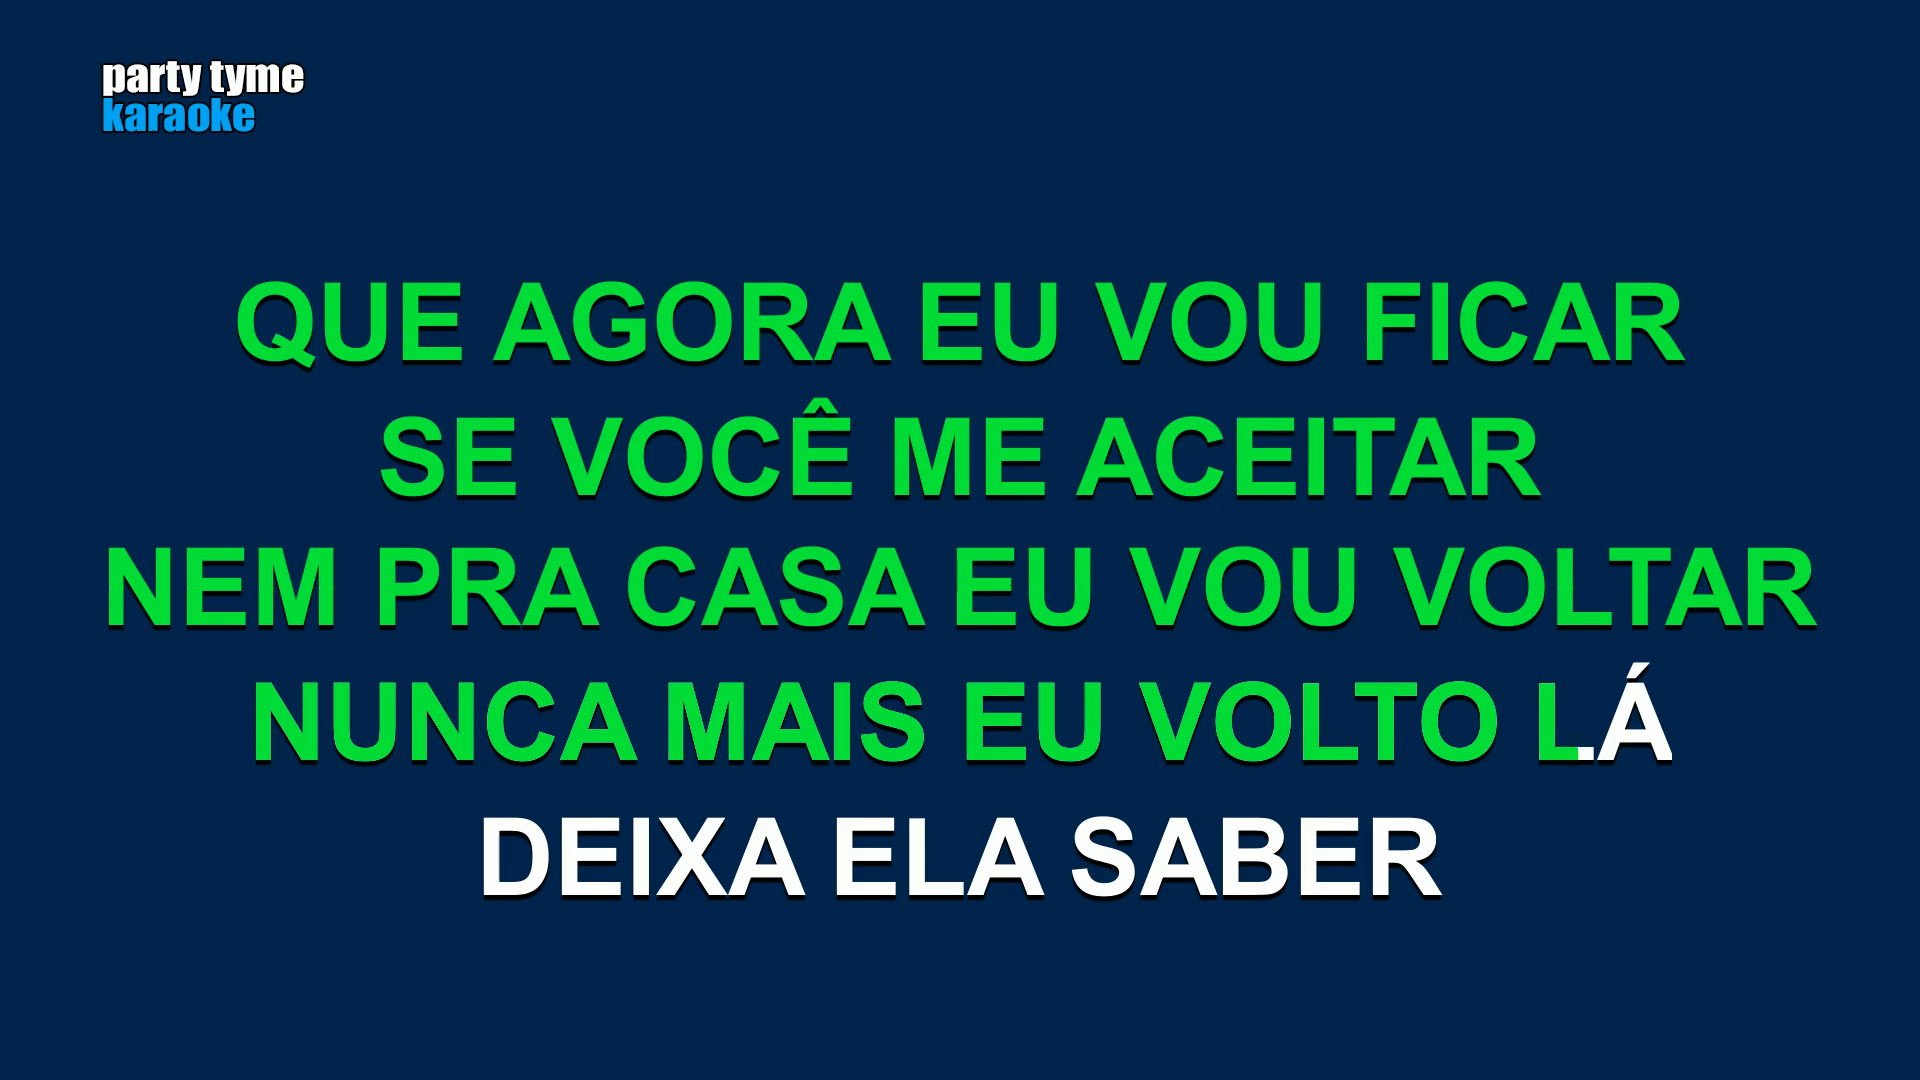 party tyme
karaoke
QUE AGORA EU VOU FICAR
SE VOCÊ ME ACEITAR
NEM PRA CASA EU VOU VOLTAR
NUNCA MAIS EU VOLTO LÁ
DEIXA ELA SABER